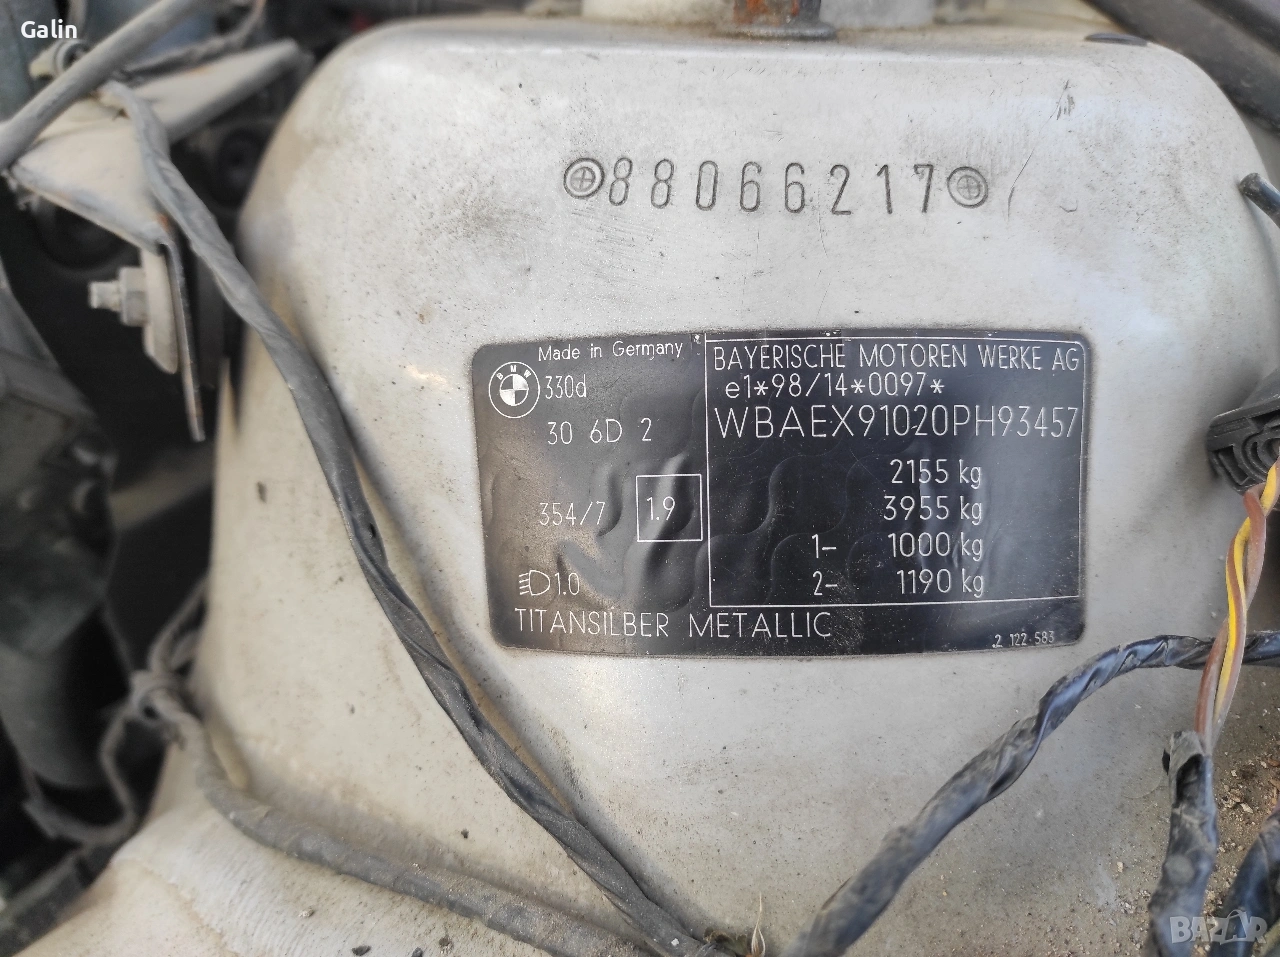 Galin
88066217
Made in Germany
BMW
330d
30 6D 2
354/7
1.9
1.0
TITANSILBER METALLIC
BAYERISCHE MOTOREN WERKE AG
e1*98/14*0097*
WBAEX91020PH93457
2155 kg
3955 kg
1- 1000 kg
2- 1190 kg
2 122 583
BAZAR